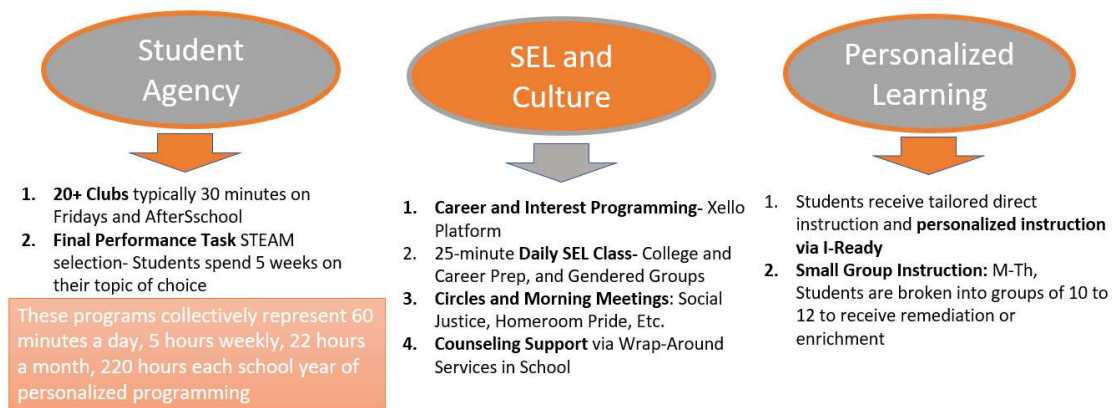 Student
Agency
1. 20+ Clubs typically 30 minutes on
Fridays and AfterSschool
2. Final Performance Task STEAM
selection- Students spend 5 weeks on
their topic of choice
These programs collectively represent 60
minutes a day, 5 hours weekly, 22 hours
a month, 220 hours each school year of
personalized programming
SEL and
Culture
1. Career and Interest Programming- Xello
Platform
2. 25-minute Daily SEL Class- College and
Career Prep, and Gendered Groups
3. Circles and Morning Meetings: Social
Justice, Homeroom Pride, Etc.
4. Counseling Support via Wrap-Around
Services in School
Personalized
Learning
1. Students receive tailored direct
instruction and personalized instruction
via I-Ready
2. Small Group Instruction: M-Th,
Students are broken into groups of 10 to
12 to receive remediation or
enrichment